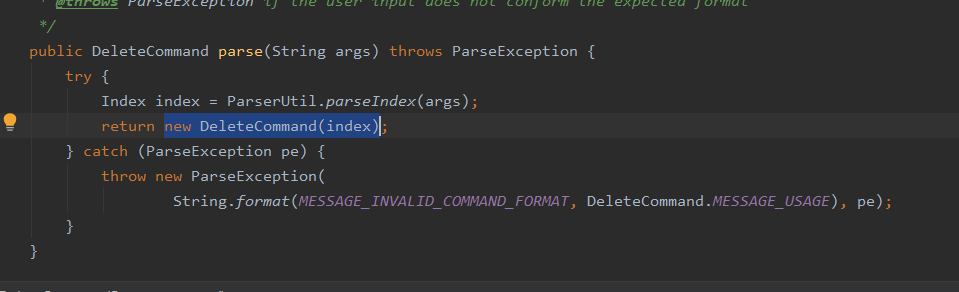 * @throws ParseException if the user input does not conform the expected format
*/
public DeleteCommand parse(String args) throws ParseException {
try {
Index index = ParserUtil.parseIndex(args);
return new DeleteCommand(index);
} catch (ParseException pe) {
throw new ParseException(
String.format(MESSAGE_INVALID_COMMAND_FORMAT, DeleteCommand.MESSAGE_USAGE), pe);
}
}